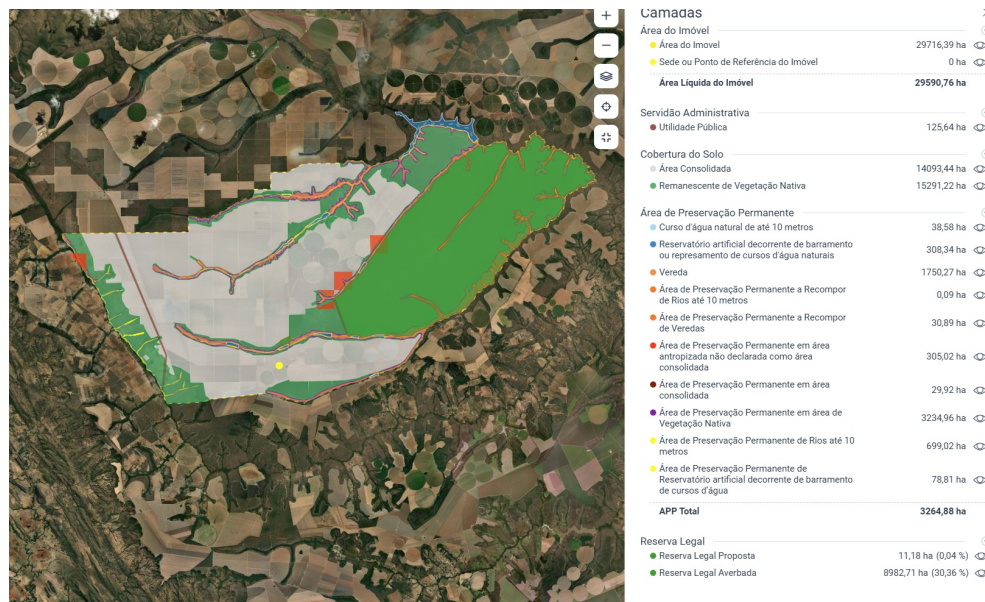 Camadas
Área do Imóvel
Área do Imovel 29716,39 ha
Sede ou Ponto de Referência do Imóvel 0 ha
Área Líquida do Imóvel 29590,76 ha
Servidão Administrativa
Utilidade Pública 125,64 ha
Cobertura do Solo
Área Consolidada 14093,44 ha
Remanescente de Vegetação Nativa 15291,22 ha
Área de Preservação Permanente
Curso d'água natural de até 10 metros 38,58 ha
Reservatório artificial decorrente de barramento
ou represamento de cursos d'água naturais 308,34 ha
Vereda 1750,27 ha
Área de Preservação Permanente a Recompor
de Rios até 10 metros 0,09 ha
Área de Preservação Permanente a Recompor
de Veredas 30,89 ha
Área de Preservação Permanente em área
antropizada não declarada como área
consolidada 305,02 ha
Área de Preservação Permanente em área
consolidada 29,92 ha
Área de Preservação Permanente em área de
Vegetação Nativa 3234,96 ha
Área de Preservação Permanente de Rios até 10
metros 699,02 ha
Área de Preservação Permanente de
Reservatório artificial decorrente de barramento
de cursos d'água 78,81 ha
APP Total 3264,88 ha
Reserva Legal
Reserva Legal Proposta 11,18 ha (0,04 %)
Reserva Legal Averbada 8982,71 ha (30,36 %)